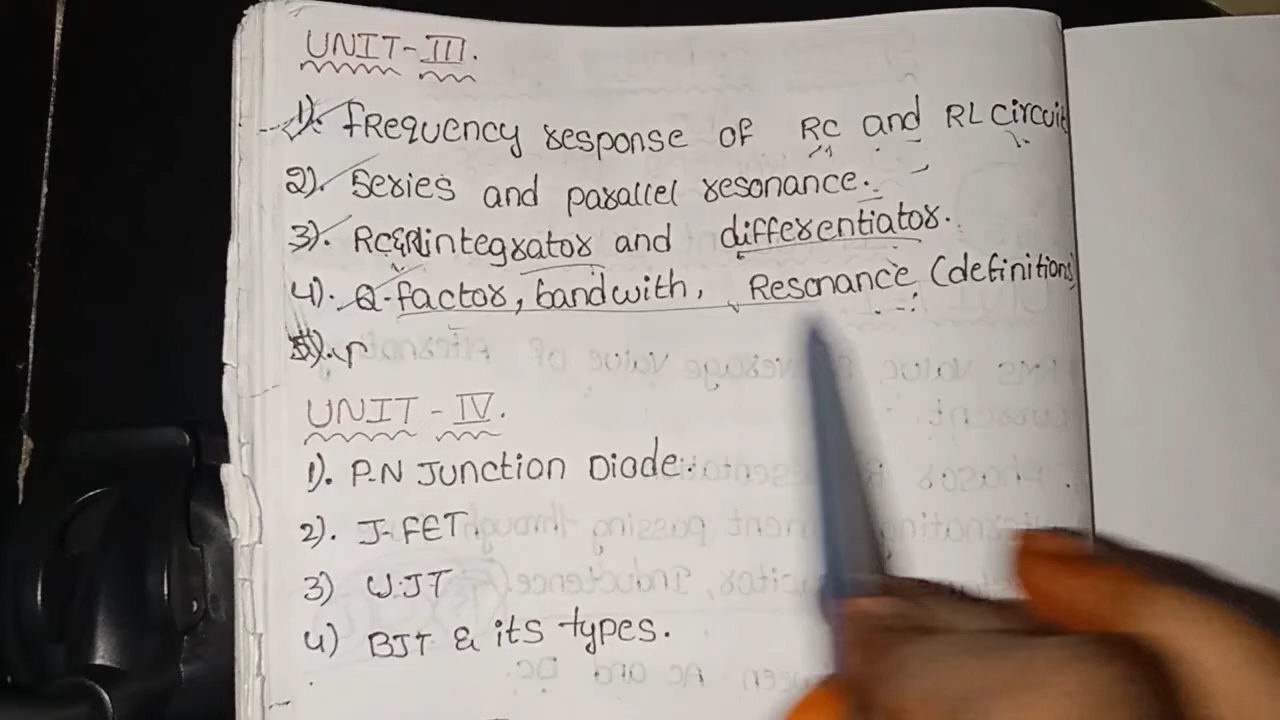 UNIT-III.
1). frequency response of RC and RL circuit
2). Series and parallel resonance.
3). RC&RL integrator and differentiator.
4). Q-factor, bandwith, Resonance (definitions)
5).
UNIT-IV.
1). P-N Junction Diode.
2). J-FET.
3) UJT
4) BJT & its types.